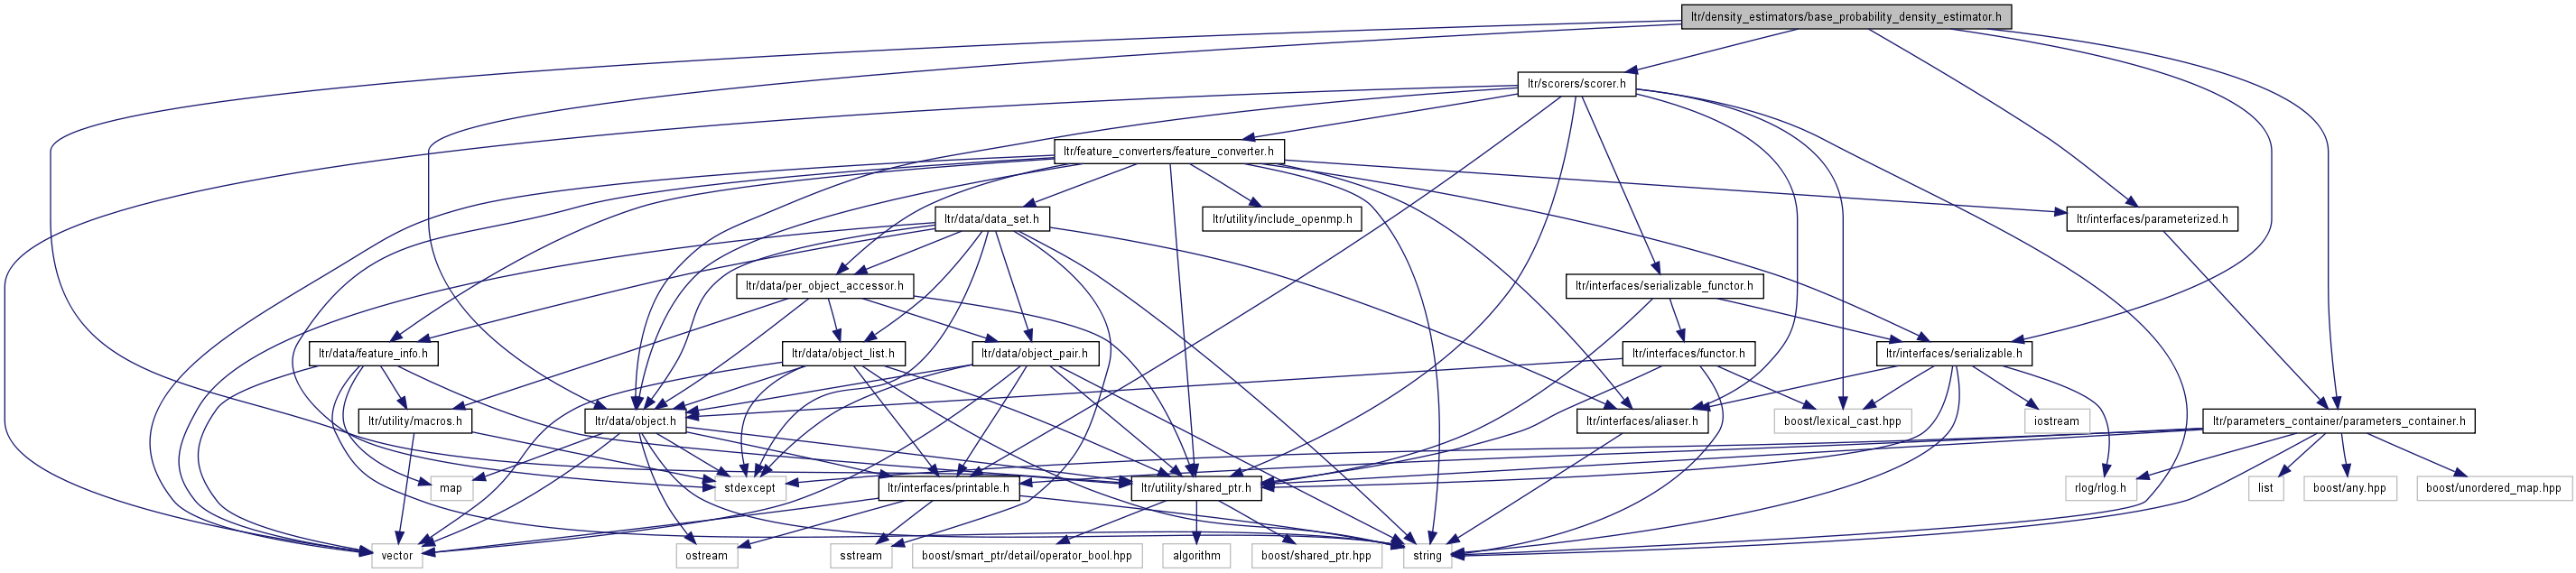 ltr/density_estimators/base_probability_density_estimator.h
ltr/scorers/scorer.h
ltr/feature_converters/feature_converter.h
ltr/data/data_set.h
ltr/utility/include_openmp.h
ltr/interfaces/parameterized.h
ltr/data/per_object_accessor.h
ltr/interfaces/serializable_functor.h
ltr/data/feature_info.h
ltr/data/object_list.h
ltr/data/object_pair.h
ltr/interfaces/functor.h
ltr/interfaces/serializable.h
ltr/utility/macros.h
ltr/data/object.h
ltr/interfaces/aliaser.h
boost/lexical_cast.hpp
iostream
ltr/parameters_container/parameters_container.h
map
stdexcept
ltr/interfaces/printable.h
ltr/utility/shared_ptr.h
rlog/rlog.h
list
boost/any.hpp
boost/unordered_map.hpp
vector
ostream
sstream
boost/smart_ptr/detail/operator_bool.hpp
algorithm
boost/shared_ptr.hpp
string